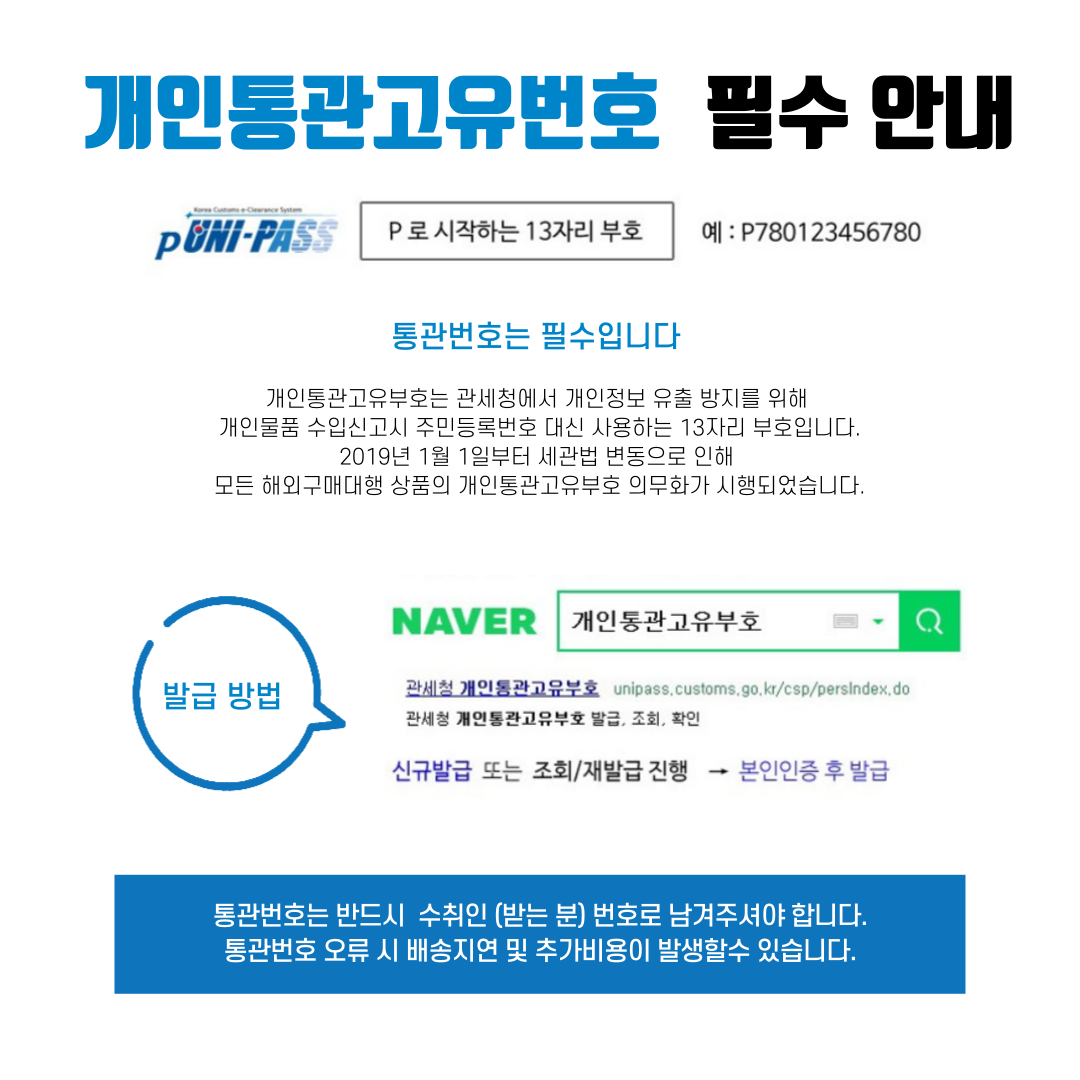 개인통관고유번호 필수 안내
Korea Customs e-Clearance System
pUNI-PASS
P 로 시작하는 13자리 부호
예 : P780123456780
통관번호는 필수입니다
개인통관고유부호는 관세청에서 개인정보 유출 방지를 위해
개인물품 수입신고시 주민등록번호 대신 사용하는 13자리 부호입니다.
2019년 1월 1일부터 세관법 변동으로 인해
모든 해외구매대행 상품의 개인통관고유부호 의무화가 시행되었습니다.
발급 방법
NAVER 개인통관고유부호
관세청 개인통관고유부호 unipass.customs.go.kr/csp/persIndex.do
관세청 개인통관고유부호 발급, 조회, 확인
신규발급 또는 조회/재발급 진행 → 본인인증 후 발급
통관번호는 반드시 수취인 (받는 분) 번호로 남겨주셔야 합니다.
통관번호 오류 시 배송지연 및 추가비용이 발생할수 있습니다.